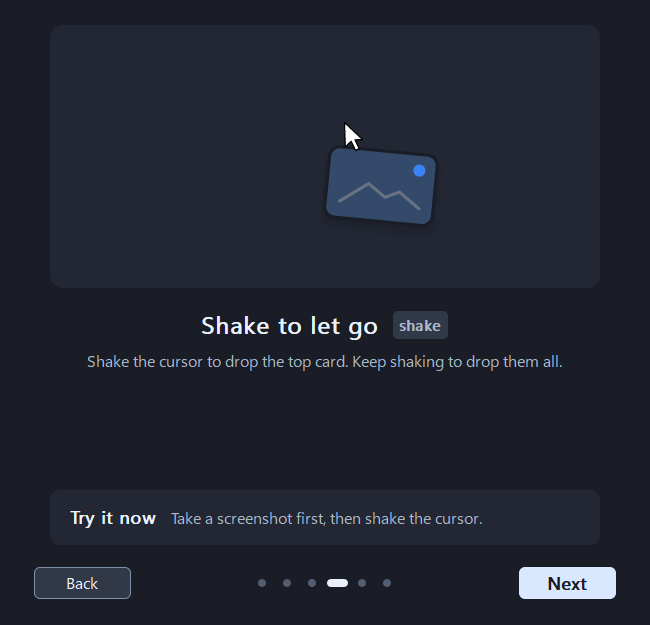 Shake to let go shake
Shake the cursor to drop the top card. Keep shaking to drop them all.
Try it now Take a screenshot first, then shake the cursor.
Back Next